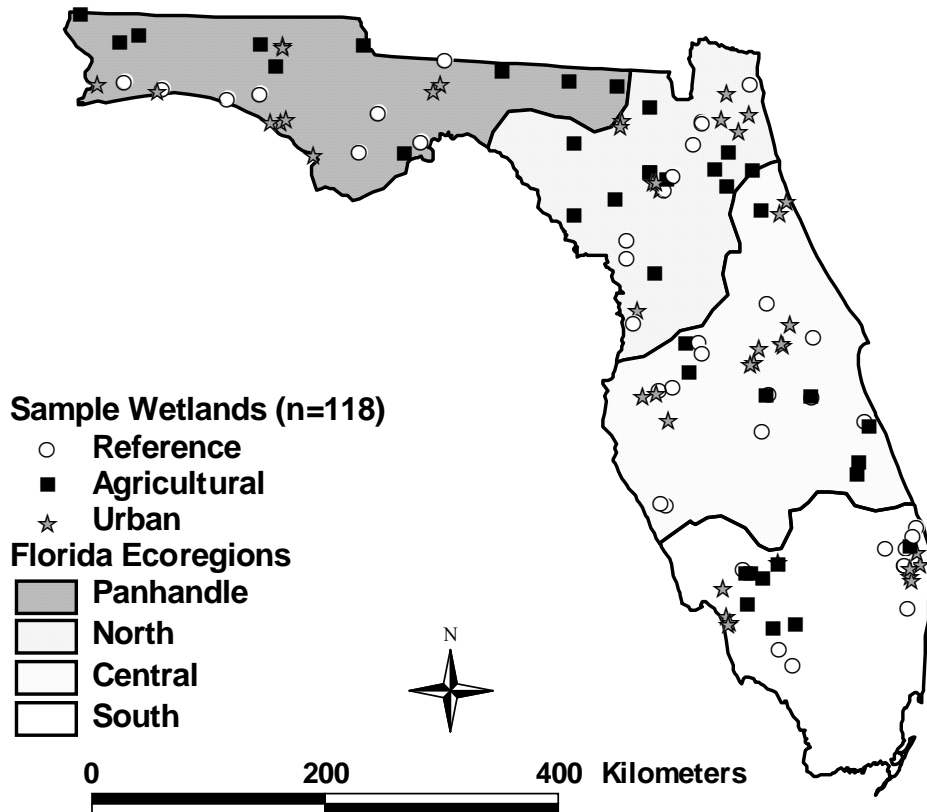 Sample Wetlands (n=118)
Reference
Agricultural
Urban
Florida Ecoregions
Panhandle
North
Central
South
N
0 200 400 Kilometers